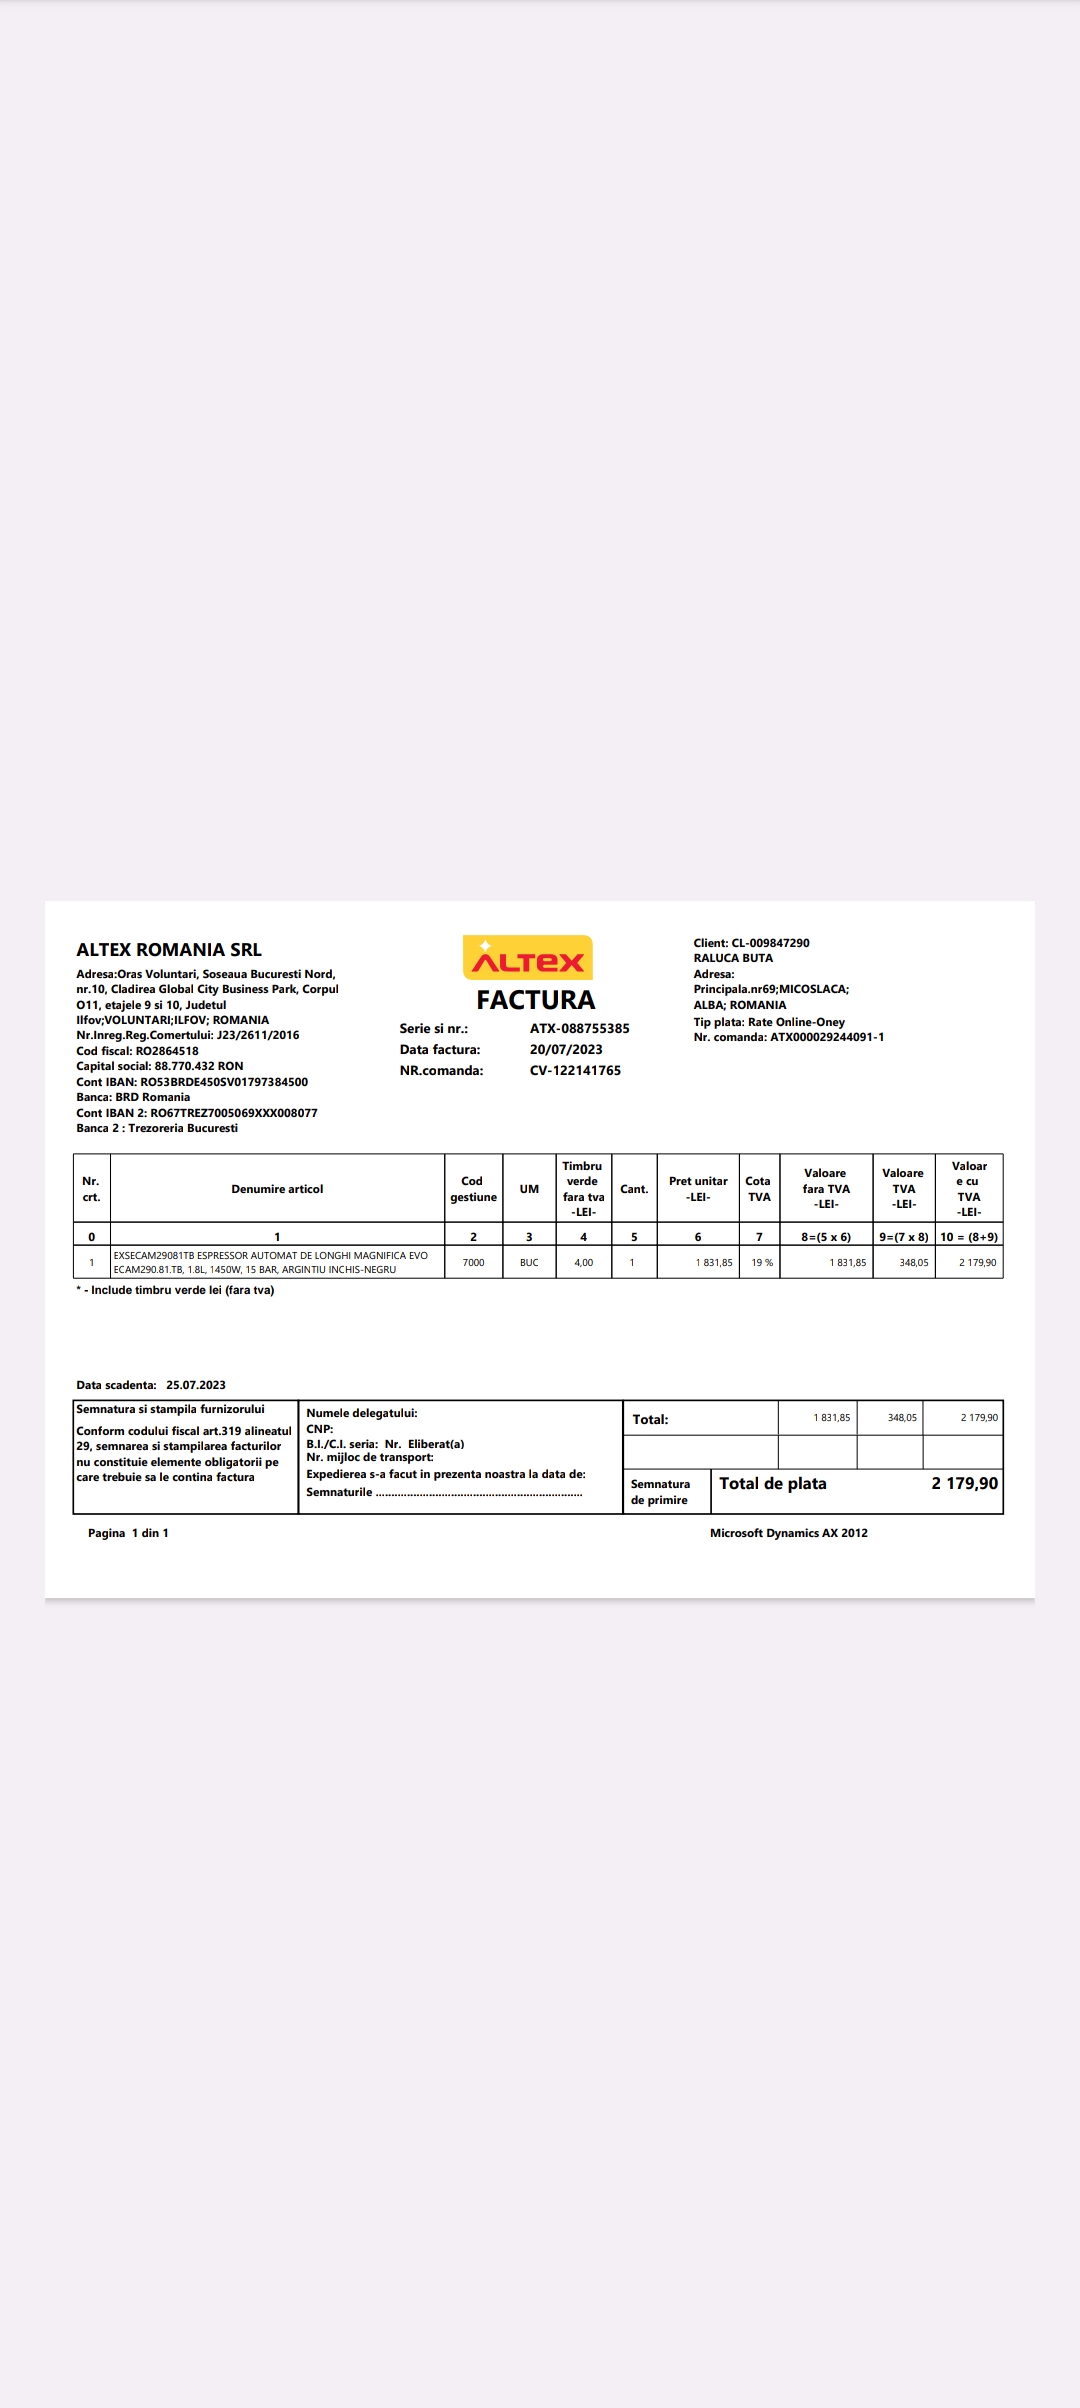 ALTEX ROMANIA SRL
Adresa:Oras Voluntari, Soseaua Bucuresti Nord,
nr.10, Cladirea Global City Business Park, Corpul
O11, etajele 9 si 10, Judetul
Ilfov;VOLUNTARI;ILFOV; ROMANIA
Nr.Inreg.Reg.Comertului: J23/2611/2016
Cod fiscal: RO2864518
Capital social: 88.770.432 RON
Cont IBAN: RO53BRDE450SV01797384500
Banca: BRD Romania
Cont IBAN 2: RO67TREZ7005069XXX008077
Banca 2 : Trezoreria Bucuresti
ALTEX
FACTURA
Serie si nr.: ATX-088755385
Data factura: 20/07/2023
NR.comanda: CV-122141765
Client: CL-009847290
RALUCA BUTA
Adresa:
Principala.nr69;MICOSLACA;
ALBA; ROMANIA
Tip plata: Rate Online-Oney
Nr. comanda: ATX000029244091-1
Nr. crt. Denumire articol Cod gestiune UM Timbru verde fara tva -LEI- Cant. Pret unitar -LEI- Cota TVA Valoare fara TVA -LEI- Valoare TVA -LEI- Valoar e cu TVA -LEI-
0 1 2 3 4 5 6 7 8=(5 x 6) 9=(7 x 8) 10 = (8+9)
1 EXSECAM29081TB ESPRESSOR AUTOMAT DE LONGHI MAGNIFICA EVO
ECAM290.81.TB, 1.8L, 1450W, 15 BAR, ARGINTIU INCHIS-NEGRU 7000 BUC 4,00 1 1 831,85 19 % 1 831,85 348,05 2 179,90
* - Include timbru verde lei (fara tva)
Data scadenta: 25.07.2023
Semnatura si stampila furnizorului
Conform codului fiscal art.319 alineatul
29, semnarea si stampilarea facturilor
nu constituie elemente obligatorii pe
care trebuie sa le contina factura
Numele delegatului:
CNP:
B.I./C.I. seria: Nr. Eliberat(a)
Nr. mijloc de transport:
Expedierea s-a facut in prezenta noastra la data de:
Semnaturile ..................................................................
Total: 1 831,85 348,05 2 179,90
Semnatura
de primire
Total de plata 2 179,90
Pagina 1 din 1
Microsoft Dynamics AX 2012